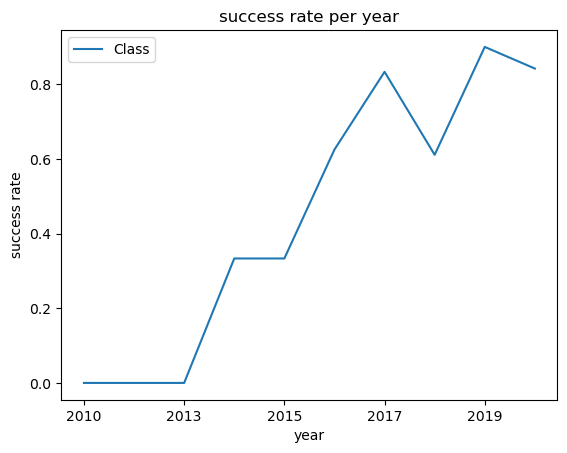 success rate per year
Class
success rate
0.8
0.6
0.4
0.2
0.0
2010 2013 2015 2017 2019
year